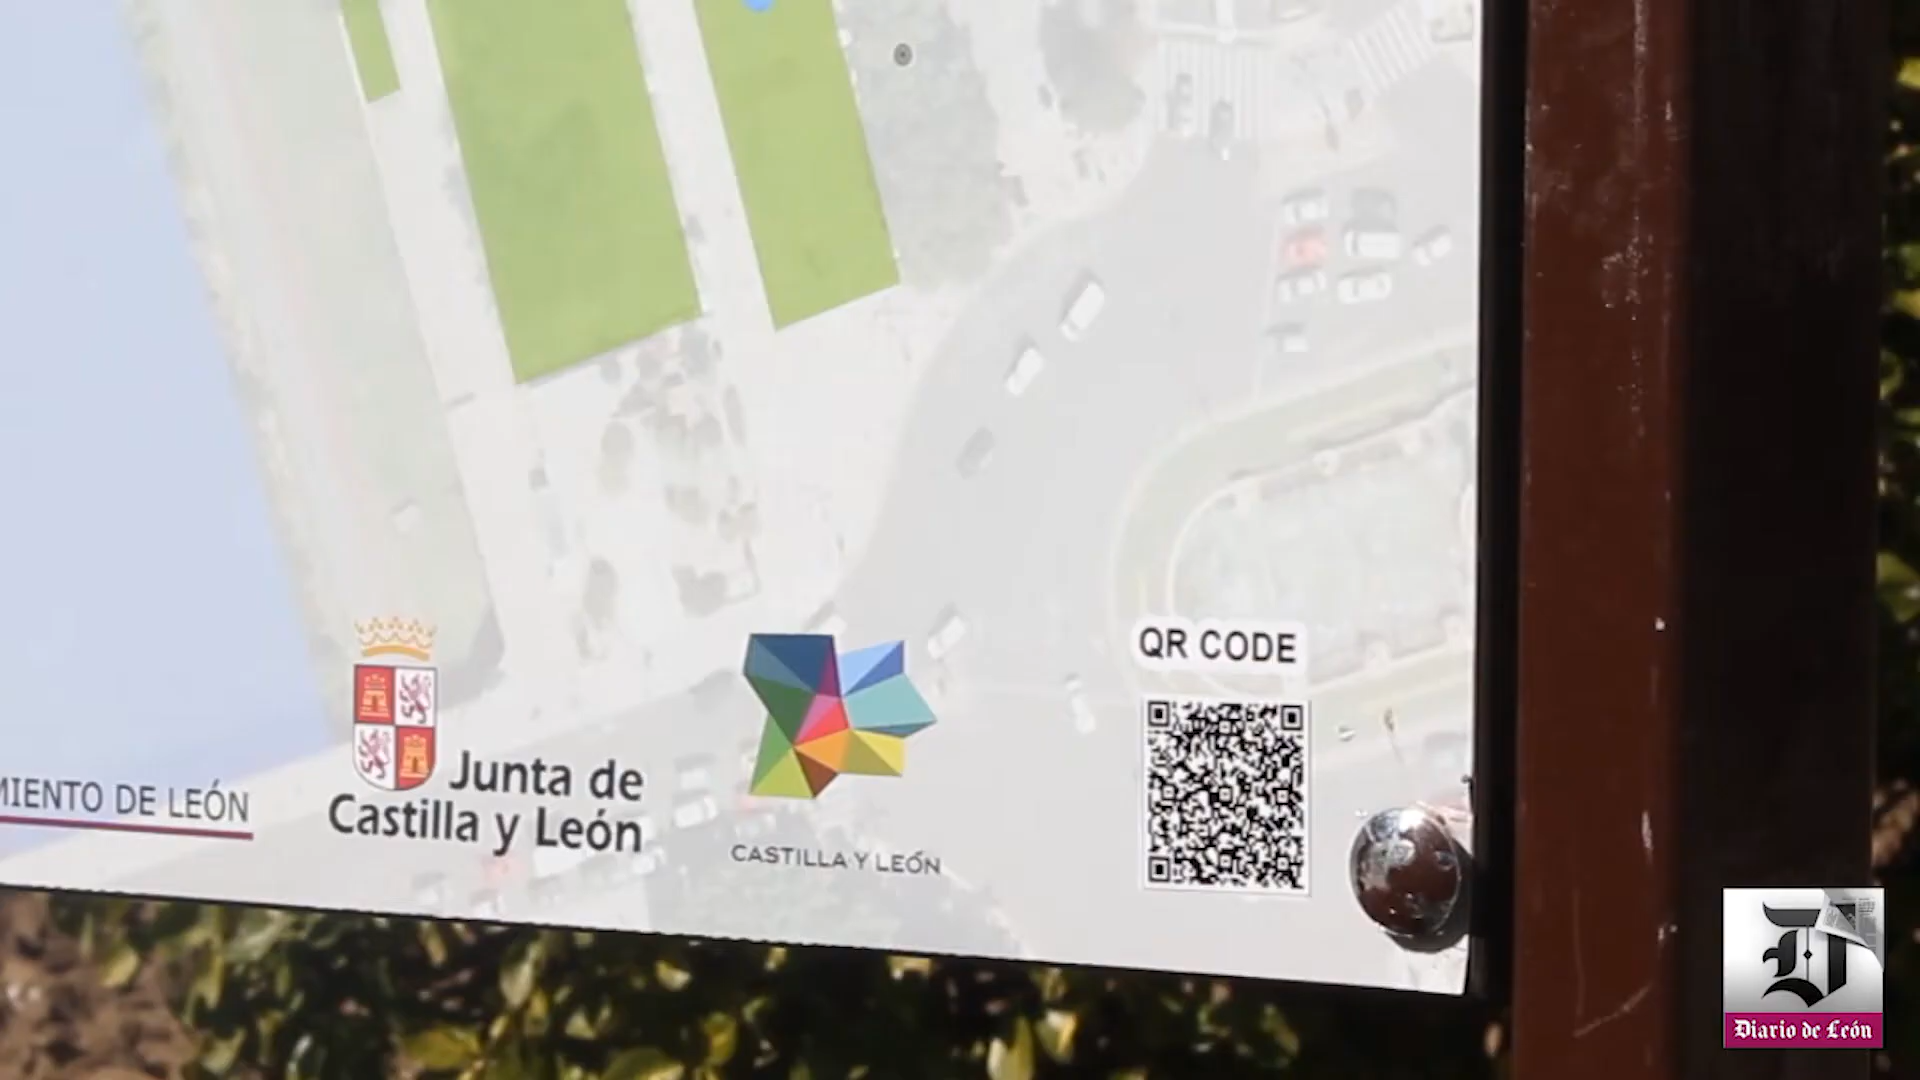 MIENTO DE LEÓN
Junta de
Castilla y León
CASTILLA Y LEÓN
QR CODE
Diario de León